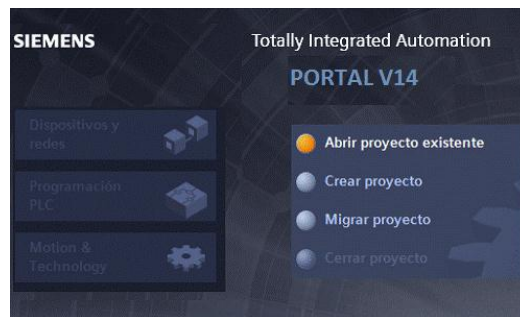 SIEMENS
Totally Integrated Automation
PORTAL V14
Dispositivos y
redes
Programación
PLC
Motion &
Technology
Abrir proyecto existente
Crear proyecto
Migrar proyecto
Cerrar proyecto